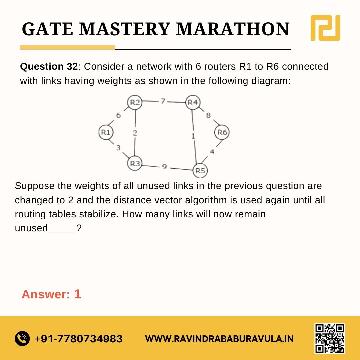 GATE MASTERY MARATHON
Question 32: Consider a network with 6 routers R1 to R6 connected
with links having weights as shown in the following diagram:
R2 7 R4
6 8
R1 2 1 R6
3 4
R3 9 R5
Suppose the weights of all unused links in the previous question are
changed to 2 and the distance vector algorithm is used again until all
routing tables stabilize. How many links will now remain
unused_____ ?
Answer: 1
+91-7780734983 WWW.RAVINDRABABURAVULA.IN